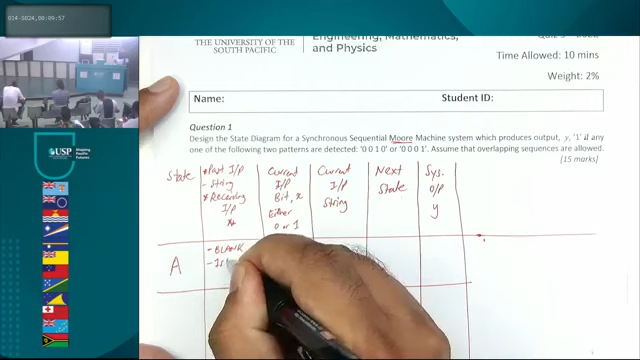 014-0024,08:09:57
THE UNIVERSITY OF THE
SOUTH PACIFIC
Engineering, Mathematics,
and Physics
Time Allowed: 10 mins
Weight: 2%
Name:
Student ID:
Question 1
Design the State Diagram for a Synchronous Sequential Moore Machine system which produces output, y, '1' if any
one of the following two patterns are detected: '0 0 1 0' or '0 0 0 1'. Assume that overlapping sequences are allowed.
[15 marks]
State
*Past I/P
- String
*Recurring
I/P
Current
I/P
Bit, x
Either
0 or 1
Current
I/P
String
Next
State
Sys.
O/P
y
A
- BLANK
USP
Mapping
Pacific
Futures